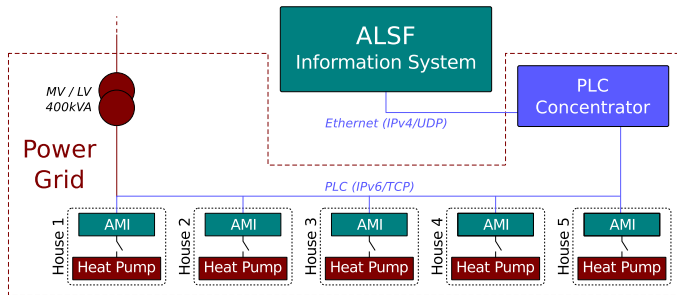 ALSF
Information System
MV / LV
400kVA
PLC
Concentrator
Ethernet (IPv4/UDP)
Power
Grid
PLC (IPv6/TCP)
House 1
AMI
Heat Pump
House 2
AMI
Heat Pump
House 3
AMI
Heat Pump
House 4
AMI
Heat Pump
House 5
AMI
Heat Pump